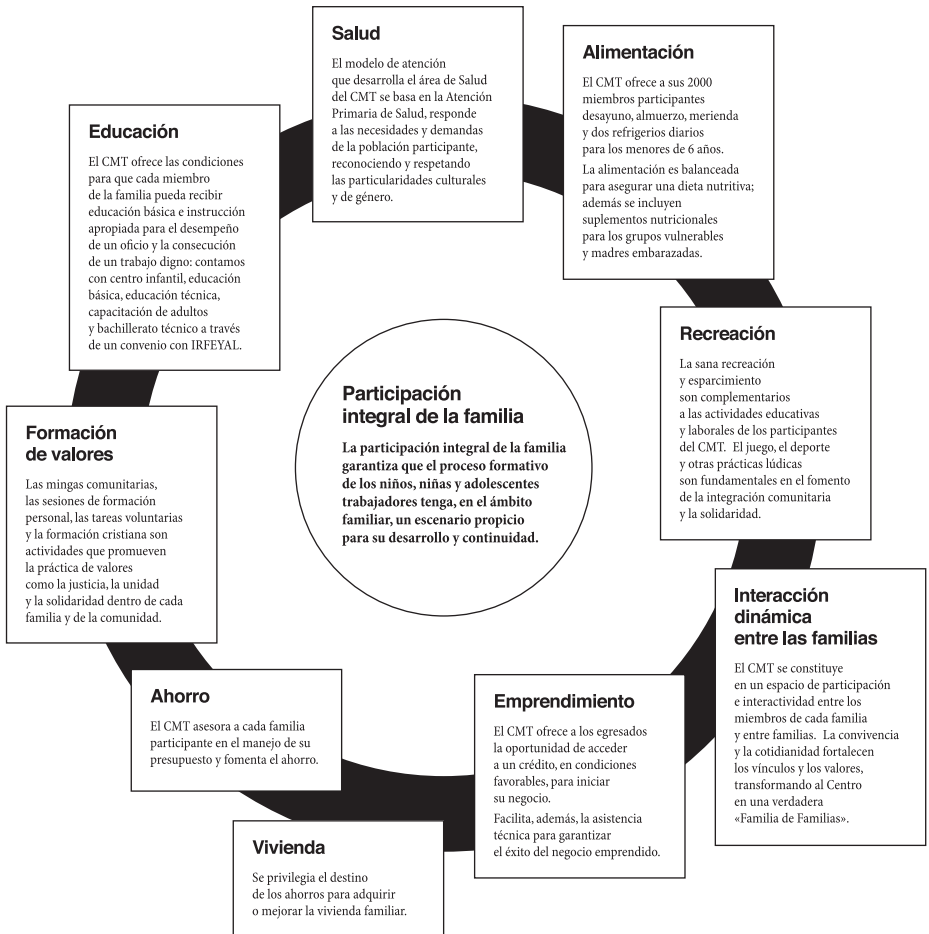 Salud
El modelo de atención
que desarrolla el área de Salud
del CMT se basa en la Atención
Primaria de Salud, responde
a las necesidades y demandas
de la población participante,
reconociendo y respetando
las particularidades culturales
y de género.
Alimentación
El CMT ofrece a sus 2000
miembros participantes
desayuno, almuerzo, merienda
y dos refrigerios diarios
para los menores de 6 años.
La alimentación es balanceada
para asegurar una dieta nutritiva;
además se incluyen
suplementos nutricionales
para los grupos vulnerables
y madres embarazadas.
Educación
El CMT ofrece las condiciones
para que cada miembro
de la familia pueda recibir
educación básica e instrucción
apropiada para el desempeño
de un oficio y la consecución
de un trabajo digno: contamos
con centro infantil, educación
básica, educación técnica,
capacitación de adultos
y bachillerato técnico a través
de un convenio con IRFEYAL.
Recreación
La sana recreación
y esparcimiento
son complementarios
a las actividades educativas
y laborales de los participantes
del CMT. El juego, el deporte
y otras prácticas lúdicas
son fundamentales en el fomento
de la integración comunitaria
y la solidaridad.
Participación
integral de la familia
La participación integral de la familia
garantiza que el proceso formativo
de los niños, niñas y adolescentes
trabajadores tenga, en el ámbito
familiar, un escenario propicio
para su desarrollo y continuidad.
Formación
de valores
Las mingas comunitarias,
las sesiones de formación
personal, las tareas voluntarias
y la formación cristiana son
actividades que promueven
la práctica de valores
como la justicia, la unidad
y la solidaridad dentro de cada
familia y de la comunidad.
Interacción
dinámica
entre las familias
El CMT se constituye
en un espacio de participación
e interactividad entre los
miembros de cada familia
y entre familias. La convivencia
y la cotidianidad fortalecen
los vínculos y los valores,
transformando al Centro
en una verdadera
«Familia de Familias».
Ahorro
El CMT asesora a cada familia
participante en el manejo de su
presupuesto y fomenta el ahorro.
Emprendimiento
El CMT ofrece a los egresados
la oportunidad de acceder
a un crédito, en condiciones
favorables, para iniciar
su negocio.
Facilita, además, la asistencia
técnica para garantizar
el éxito del negocio emprendido.
Vivienda
Se privilegia el destino
de los ahorros para adquirir
o mejorar la vivienda familiar.